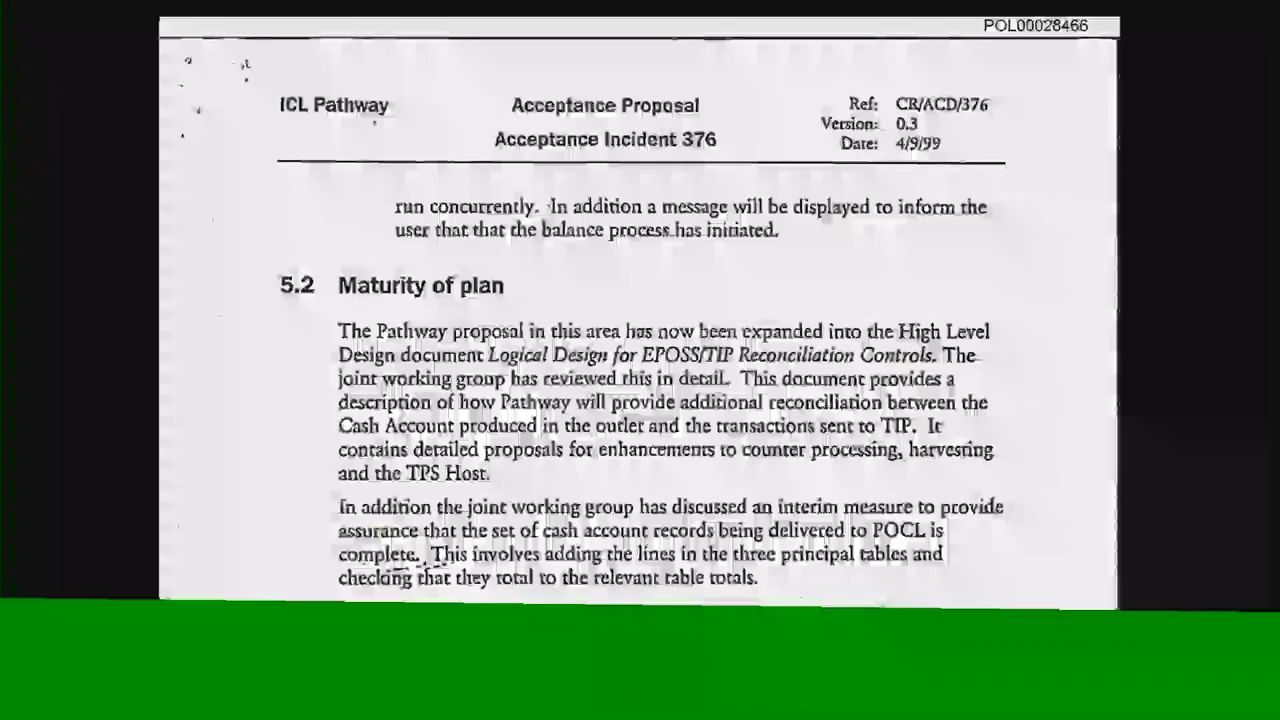 POL00028466
ICL Pathway
Acceptance Proposal
Acceptance Incident 376
Ref: CR/ACD/376
Version: 0.3
Date: 4/9/99
run concurrently. In addition a message will be displayed to inform the
user that that the balance process has initiated.
5.2 Maturity of plan
The Pathway proposal in this area has now been expanded into the High Level
Design document Logical Design for EPOSS/TIP Reconciliation Controls. The
joint working group has reviewed this in detail. This document provides a
description of how Pathway will provide additional reconciliation between the
Cash Account produced in the outlet and the transactions sent to TIP. It
contains detailed proposals for enhancements to counter processing, harvesting
and the TPS Host.
In addition the joint working group has discussed an interim measure to provide
assurance that the set of cash account records being delivered to POCL is
complete. This involves adding the lines in the three principal tables and
checking that they total to the relevant table totals.